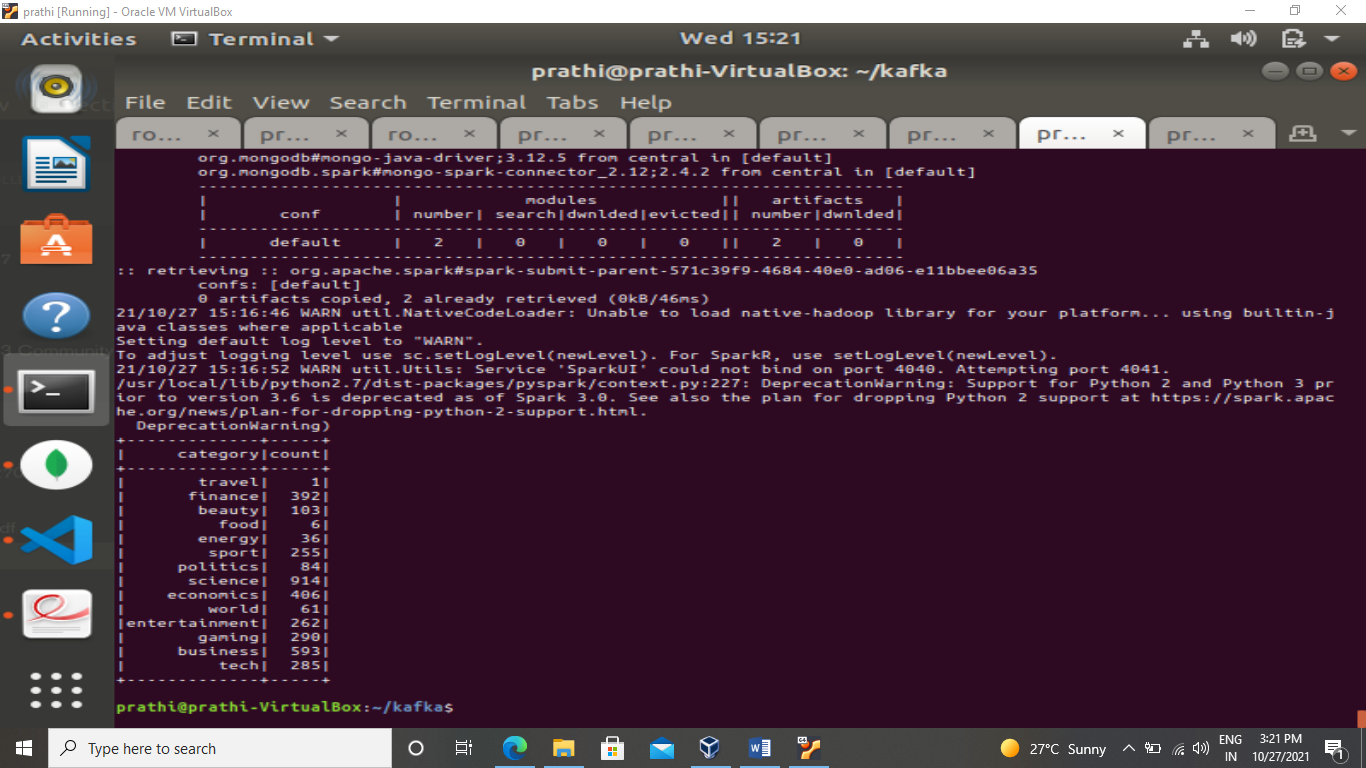 prathi [Running] - Oracle VM VirtualBox
Activities Terminal Wed 15:21
prathi@prathi-VirtualBox: ~/kafka
File Edit View Search Terminal Tabs Help
ro... × pr... × ro... × pr... × pr... × pr... × pr... × pr... × pr... ×
org.mongodb#mongo-java-driver;3.12.5 from central in [default]
org.mongodb.spark#mongo-spark-connector_2.12;2.4.2 from central in [default]
---------------------------------------------------------------------
| | modules || artifacts |
| conf | number| search|dwnlded|evicted|| number|dwnlded|
---------------------------------------------------------------------
| default | 2 | 0 | 0 | 0 || 2 | 0 |
---------------------------------------------------------------------
:: retrieving :: org.apache.spark#spark-submit-parent-571c39f9-4684-40e0-ad06-e11bbee06a35
confs: [default]
0 artifacts copied, 2 already retrieved (0kB/46ms)
21/10/27 15:16:46 WARN util.NativeCodeLoader: Unable to load native-hadoop library for your platform... using builtin-j
ava classes where applicable
Setting default log level to "WARN".
To adjust logging level use sc.setLogLevel(newLevel). For SparkR, use setLogLevel(newLevel).
21/10/27 15:16:52 WARN util.Utils: Service 'SparkUI' could not bind on port 4040. Attempting port 4041.
/usr/local/lib/python2.7/dist-packages/pyspark/context.py:227: DeprecationWarning: Support for Python 2 and Python 3 pr
ior to version 3.6 is deprecated as of Spark 3.0. See also the plan for dropping Python 2 support at https://spark.apac
he.org/news/plan-for-dropping-python-2-support.html.
DeprecationWarning)
+-------------+-----+
| category|count|
+-------------+-----+
| travel| 1|
| finance| 392|
| beauty| 103|
| food| 6|
| energy| 36|
| sport| 255|
| politics| 84|
| science| 914|
| economics| 406|
| world| 61|
|entertainment| 262|
| gaming| 290|
| business| 593|
| tech| 285|
+-------------+-----+
prathi@prathi-VirtualBox:~/kafka$
Type here to search
27°C Sunny
ENG
IN
3:21 PM
10/27/2021
1